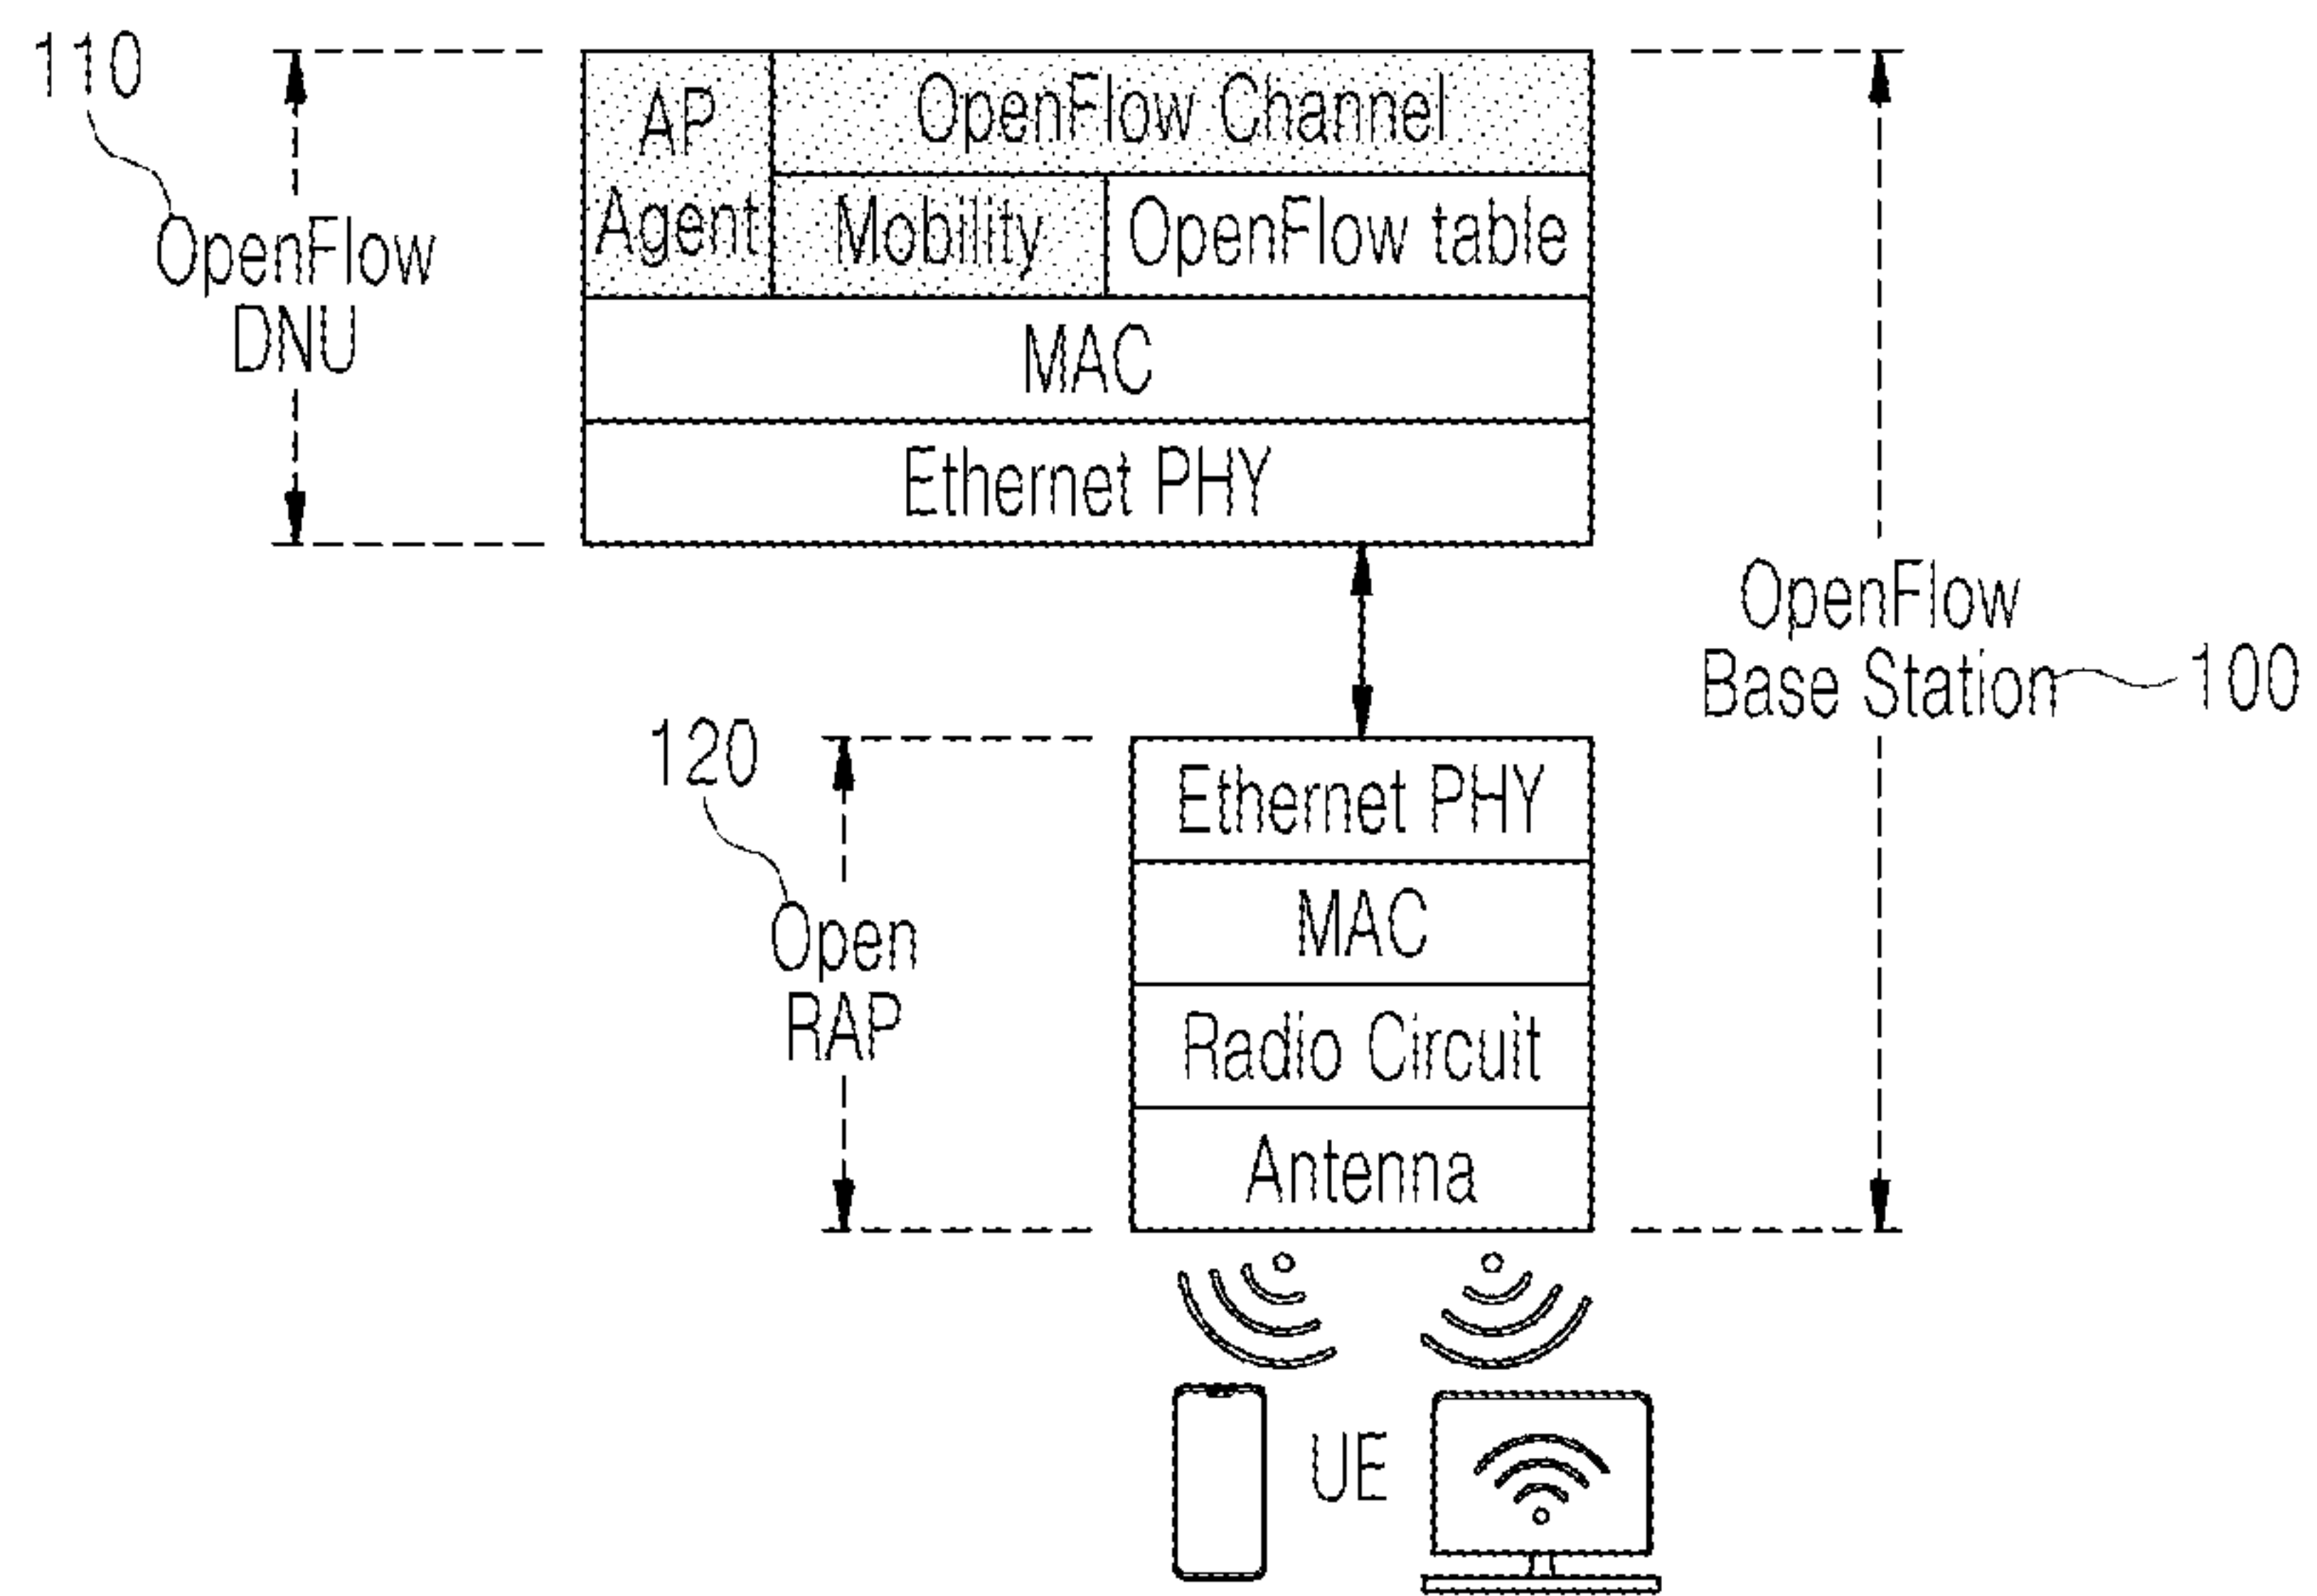 110
OpenFlow
DNU
AP
Agent
OpenFlow Channel
Mobility
OpenFlow table
MAC
Ethernet PHY
OpenFlow
Base Station
100
120
Open
RAP
Ethernet PHY
MAC
Radio Circuit
Antenna
UE